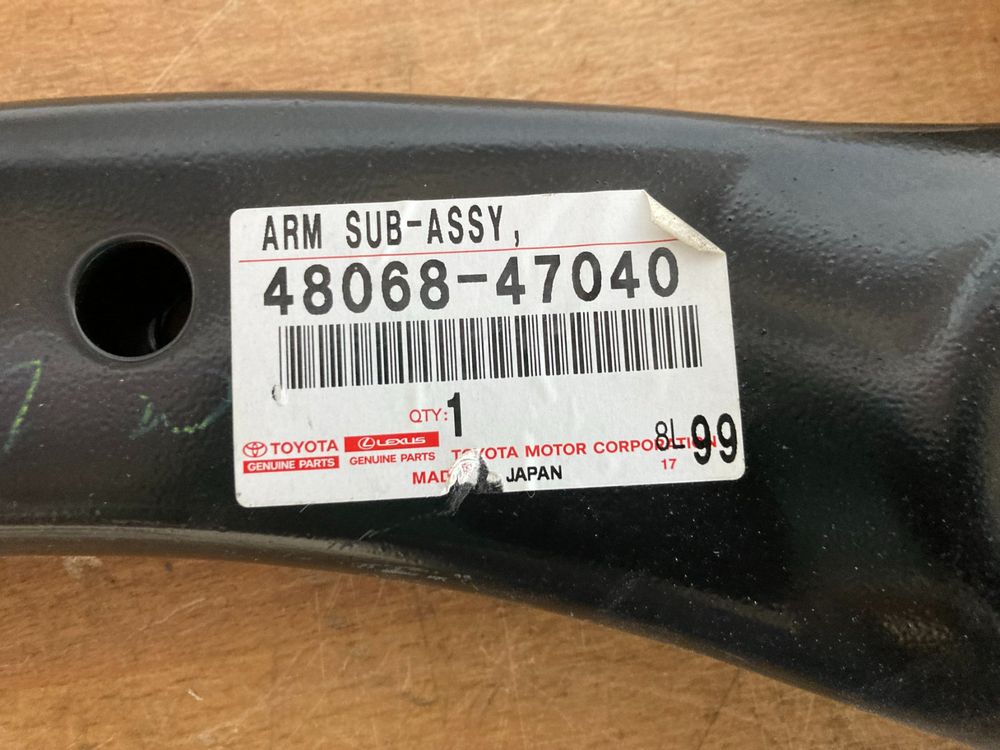 ARM SUB-ASSY,
48068-47040
QTY: 1
TOYOTA
GENUINE PARTS
LEXUS
GENUINE PARTS
TOYOTA MOTOR CORPORATION
8L 99
17
JAPAN